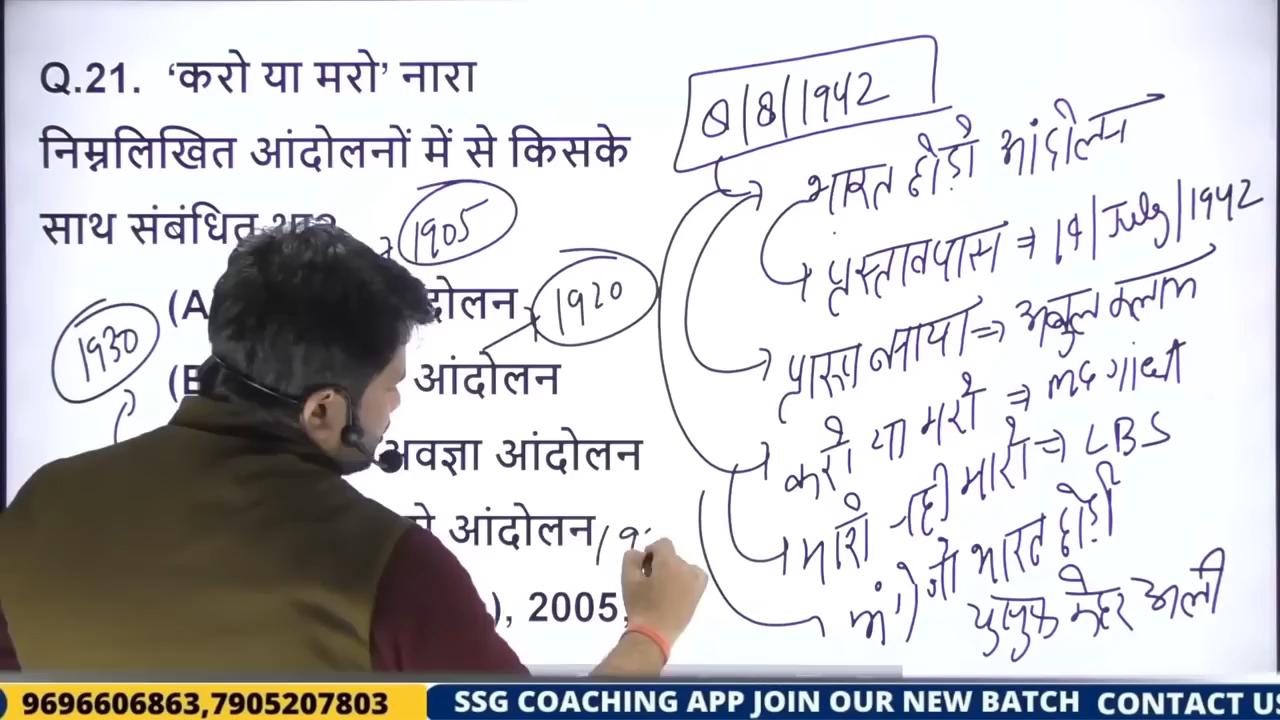 Q.21. ‘करो या मरो’ नारा
निम्नलिखित आंदोलनों में से किसके
साथ संबंधित था
1905
(A दोलन
1920
1930
(B आंदोलन
अवज्ञा आंदोलन
आंदोलन
), 2005,
8/8/1942
भारत छोड़ो आंदोलन
प्रस्ताव पास ⇒ 14/July/1942
⇒ अबुल कलाम
करो या मरो ⇒ MG गांधी
मारो नही मारो ⇒ LBS
अंग्रेजो भारत छोड़ो
युसुफ मेहर अली
9696606863,7905207803
SSG COACHING APP JOIN OUR NEW BATCH
CONTACT US